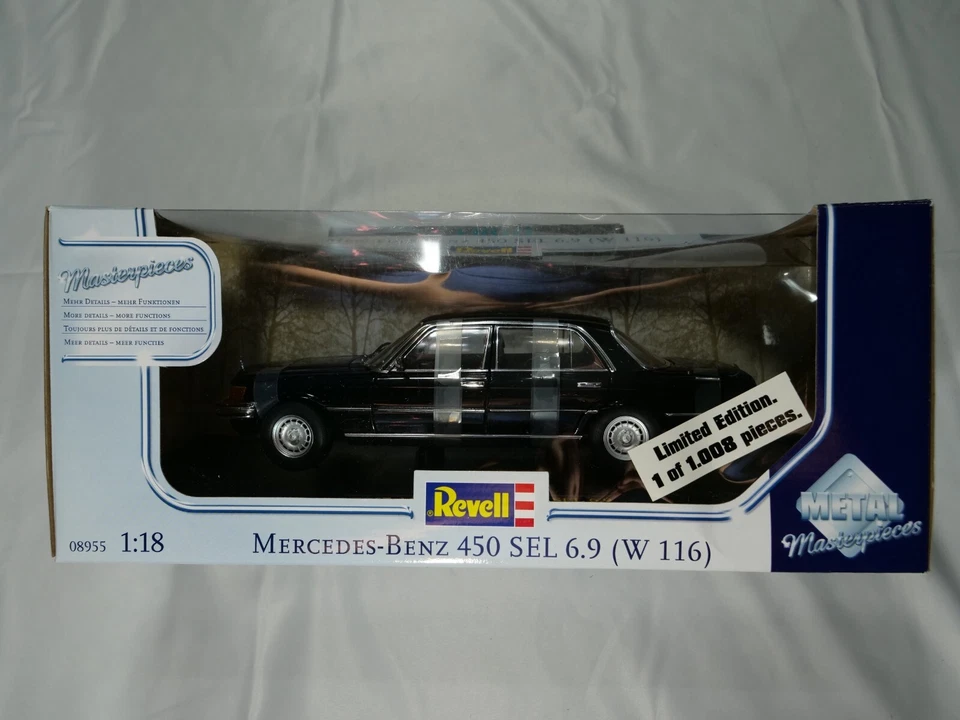 Masterpieces
Mehr Details – mehr Funktionen
More details – more functions
Toujours plus de détails et de fonctions
Meer details – meer functies
Limited Edition.
1 of 1.008 pieces.
Revell
METAL
Masterpieces
08955 1:18
Mercedes-Benz 450 SEL 6.9 (W 116)